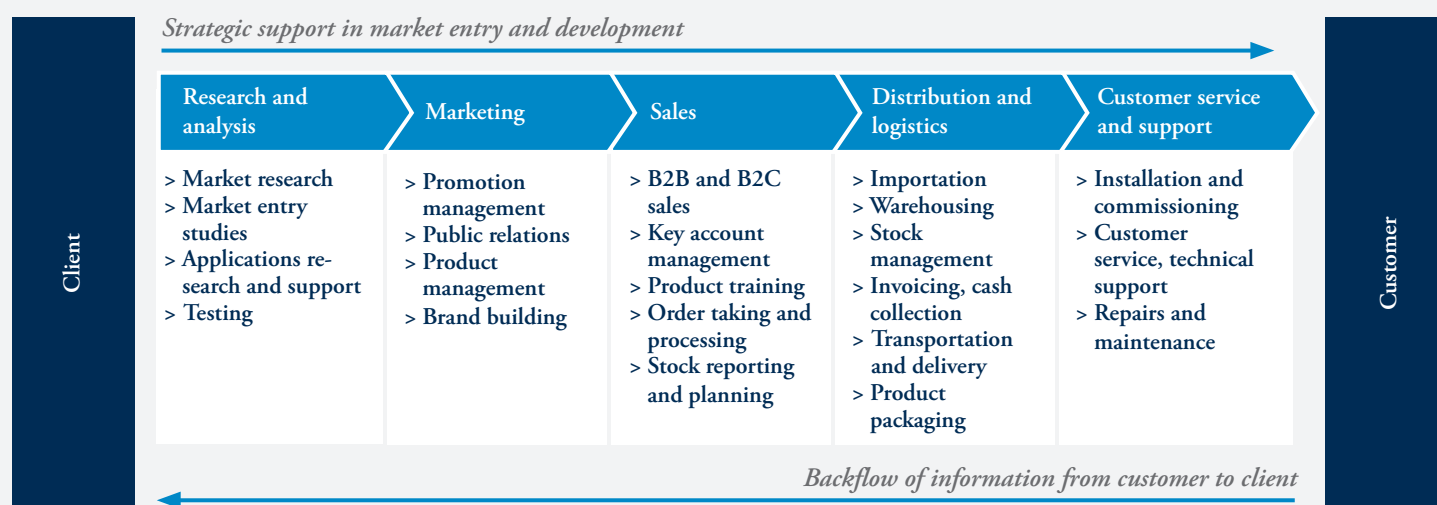 Strategic support in market entry and development
Client
Research and
analysis
> Market research
> Market entry
studies
> Applications re-
search and support
> Testing
Marketing
> Promotion
management
> Public relations
> Product
management
> Brand building
Sales
> B2B and B2C
sales
> Key account
management
> Product training
> Order taking and
processing
> Stock reporting
and planning
Distribution and
logistics
> Importation
> Warehousing
> Stock
management
> Invoicing, cash
collection
> Transportation
and delivery
> Product
packaging
Customer service
and support
> Installation and
commissioning
> Customer
service, technical
support
> Repairs and
maintenance
Customer
Backflow of information from customer to client